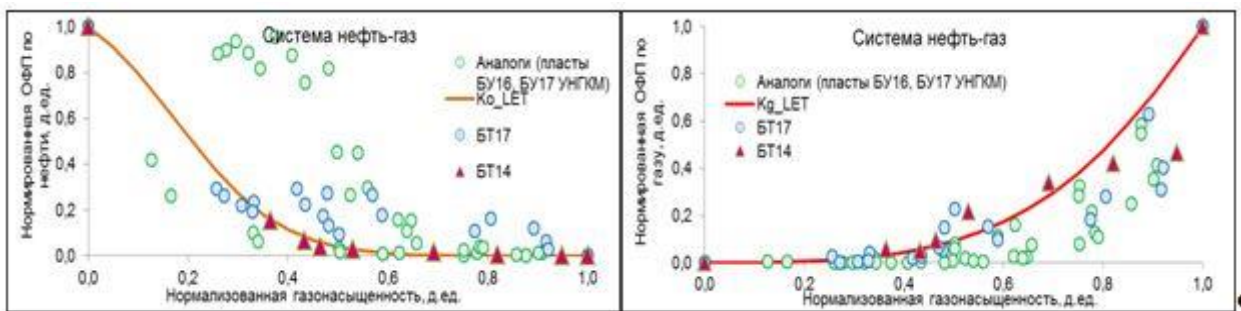 Система нефть-газ
Нормированная ОФП по
нефти, д.ед.
1,0
0,8
0,6
0,4
0,2
0,0
Аналоги (пласты
БУ16, БУ17 УНГКМ)
Ko_LET
БТ17
БТ14
0,0 0,2 0,4 0,6 0,8 1,0
Нормализованная газонасыщенность, д.ед.
Система нефть-газ
Нормированная ОФП по
газу, д.ед.
1,0
0,8
0,6
0,4
0,2
0,0
Аналоги (пласты БУ16, БУ17 УНГКМ)
Kg_LET
БТ17
БТ14
0,0 0,2 0,4 0,6 0,8 1,0
Нормализованная газонасыщенность, д.ед.